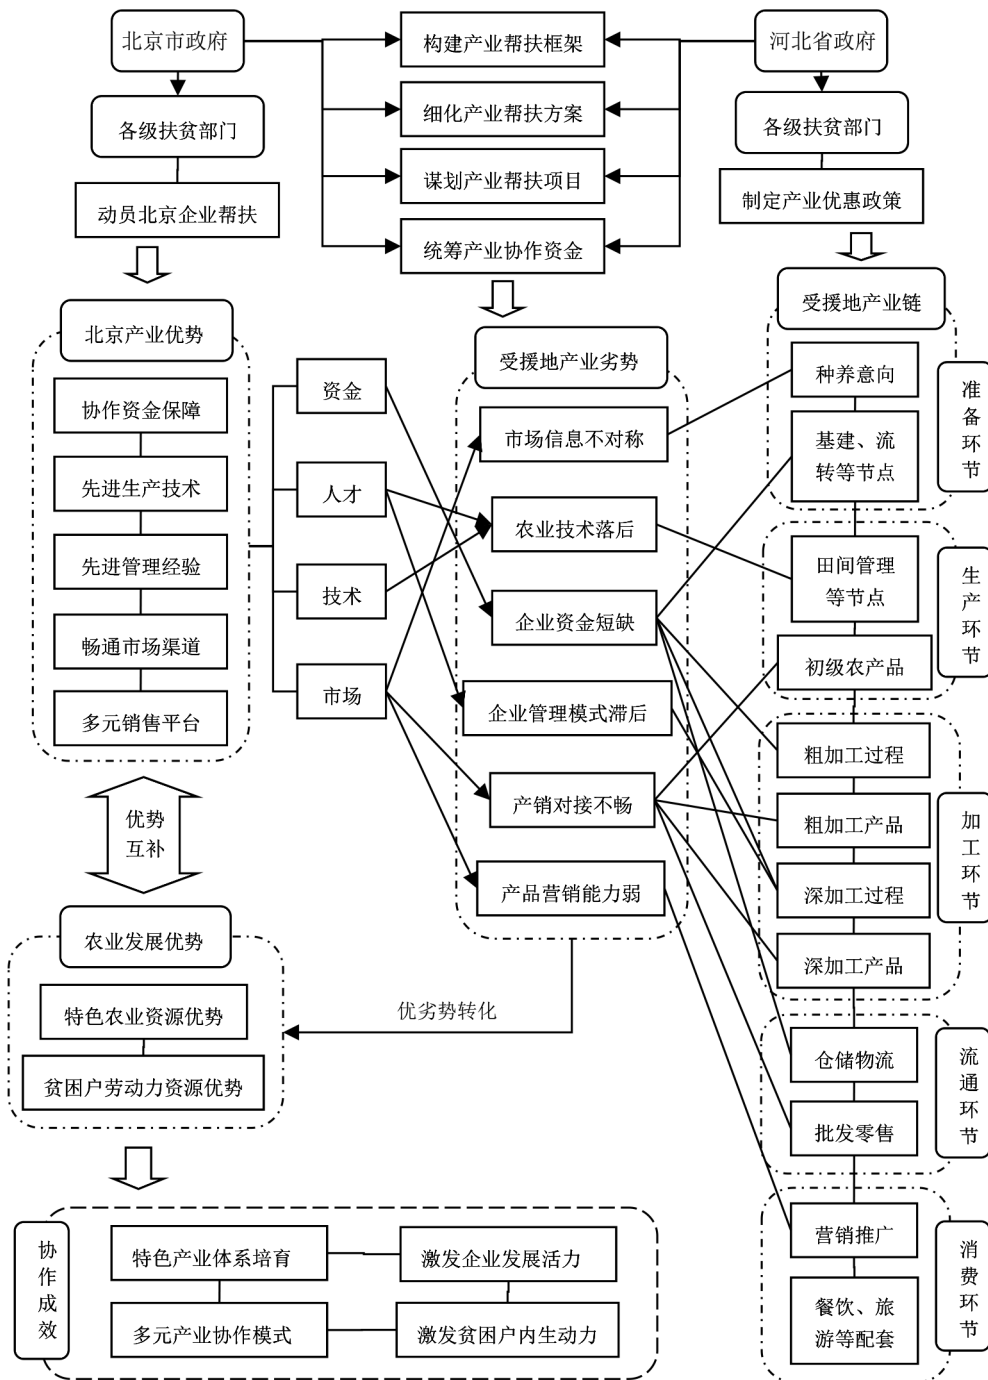 北京市政府
构建产业帮扶框架
河北省政府
细化产业帮扶方案
各级扶贫部门
各级扶贫部门
谋划产业帮扶项目
动员北京企业帮扶
制定产业优惠政策
统筹产业协作资金
北京产业优势
协作资金保障
先进生产技术
先进管理经验
畅通市场渠道
多元销售平台
资金
人才
技术
市场
受援地产业劣势
市场信息不对称
农业技术落后
企业资金短缺
企业管理模式滞后
产销对接不畅
产品营销能力弱
受援地产业链
种养意向
基建、流
转等节点
准备环节
田间管理
等节点
初级农产品
生产环节
粗加工过程
粗加工产品
深加工过程
深加工产品
加工环节
仓储物流
批发零售
流通环节
营销推广
餐饮、旅
游等配套
消费环节
优势
互补
农业发展优势
特色农业资源优势
贫困户劳动力资源优势
优劣势转化
协作成效
特色产业体系培育
激发企业发展活力
多元产业协作模式
激发贫困户内生动力